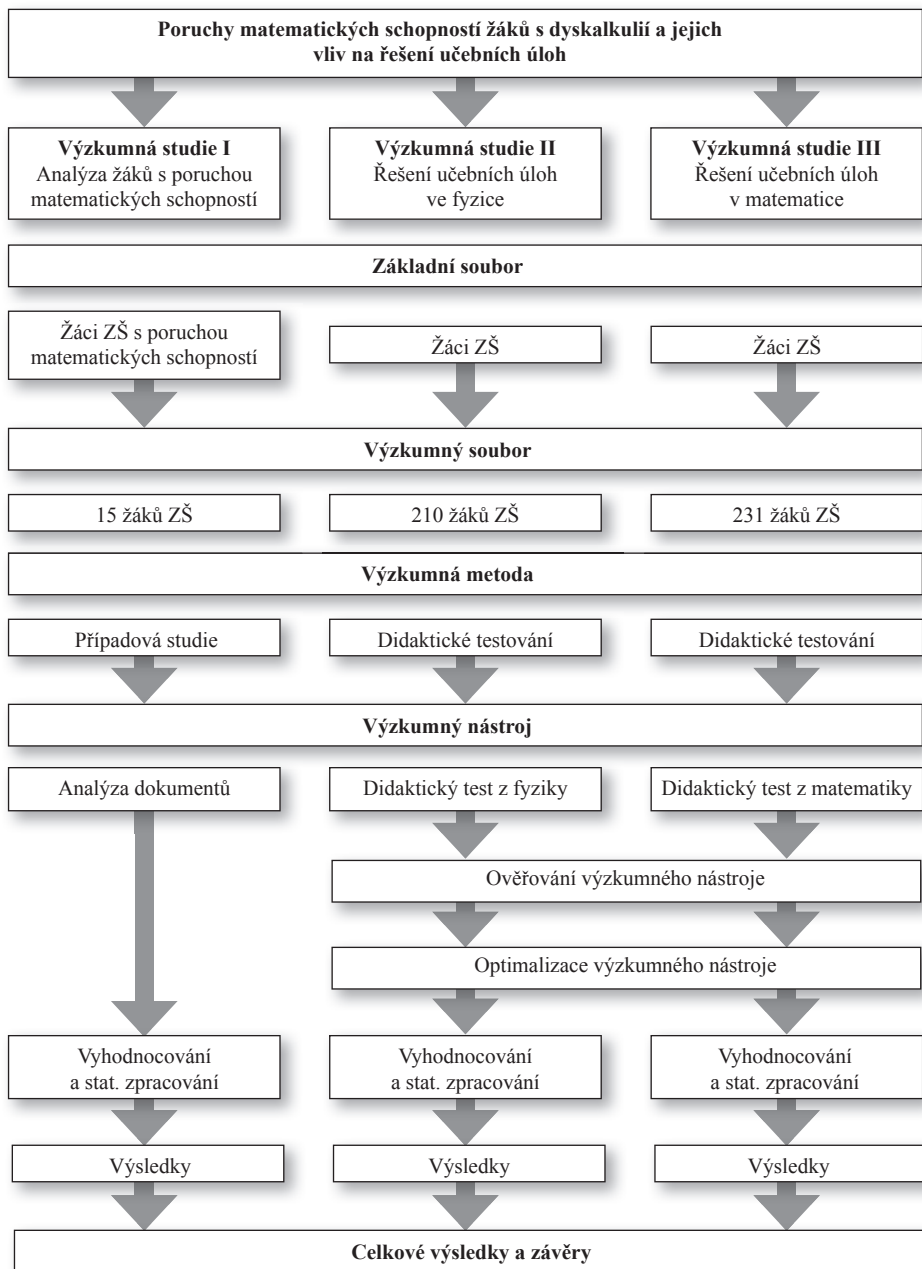 Poruchy matematických schopností žáků s dyskalkulií a jejich
vliv na řešení učebních úloh
Výzkumná studie I
Analýza žáků s poruchou
matematických schopností
Výzkumná studie II
Řešení učebních úloh
ve fyzice
Výzkumná studie III
Řešení učebních úloh
v matematice
Základní soubor
Žáci ZŠ s poruchou
matematických schopností
Žáci ZŠ
Žáci ZŠ
Výzkumný soubor
15 žáků ZŠ
210 žáků ZŠ
231 žáků ZŠ
Výzkumná metoda
Případová studie
Didaktické testování
Didaktické testování
Výzkumný nástroj
Analýza dokumentů
Didaktický test z fyziky
Didaktický test z matematiky
Ověřování výzkumného nástroje
Optimalizace výzkumného nástroje
Vyhodnocování
a stat. zpracování
Vyhodnocování
a stat. zpracování
Vyhodnocování
a stat. zpracování
Výsledky
Výsledky
Výsledky
Celkové výsledky a závěry